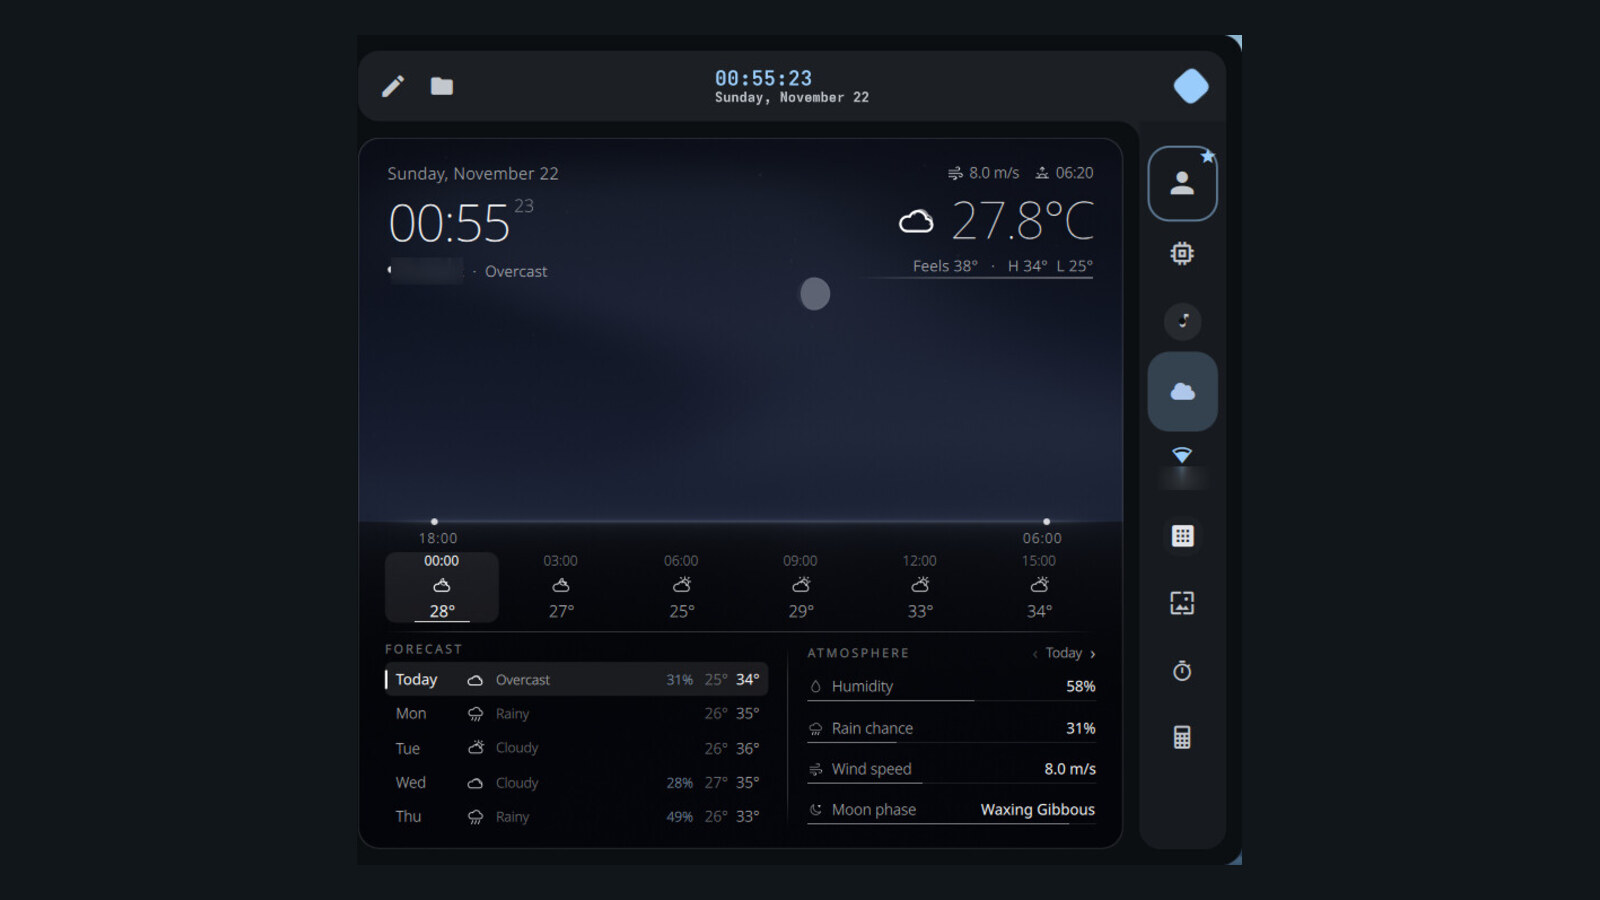 00:55:23
Sunday, November 22
Sunday, November 22
8.0 m/s 06:20
00:55 23
27.8°C
· Overcast
Feels 38° · H 34° L 25°
18:00 06:00
00:00 03:00 06:00 09:00 12:00 15:00
28° 27° 25° 29° 33° 34°
FORECAST
Today Overcast 31% 25° 34°
Mon Rainy 26° 35°
Tue Cloudy 26° 36°
Wed Cloudy 28% 27° 35°
Thu Rainy 49% 26° 33°
ATMOSPHERE ‹ Today ›
Humidity 58%
Rain chance 31%
Wind speed 8.0 m/s
Moon phase Waxing Gibbous